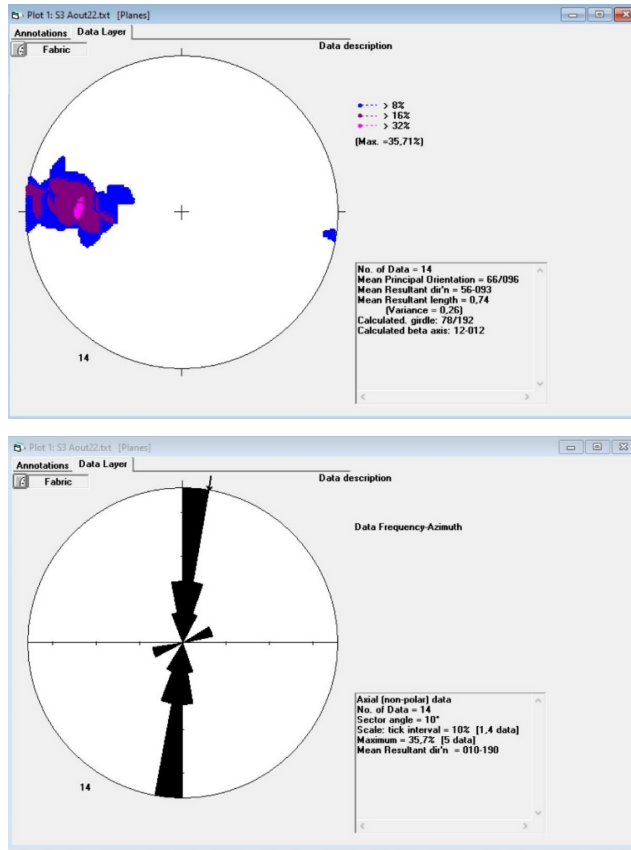 Plot 1: S3 Aout22.txt [Planes]
Annotations Data Layer
Fabric
Data description
> 8%
> 16%
> 32%
(Max. =35,71%)
No. of Data = 14
Mean Principal Orientation = 66/096
Mean Resultant dir'n = 56-093
Mean Resultant length = 0,74
(Variance = 0,26)
Calculated. girdle: 78/192
Calculated beta axis: 12-012
14
Plot 1: S3 Aout22.txt [Planes]
Annotations Data Layer
Fabric
Data description
Data Frequency-Azimuth
Axial (non-polar) data
No. of Data = 14
Sector angle = 10°
Scale: tick interval = 10% [1,4 data]
Maximum = 35,7% [5 data]
Mean Resultant dir'n = 010-190
14